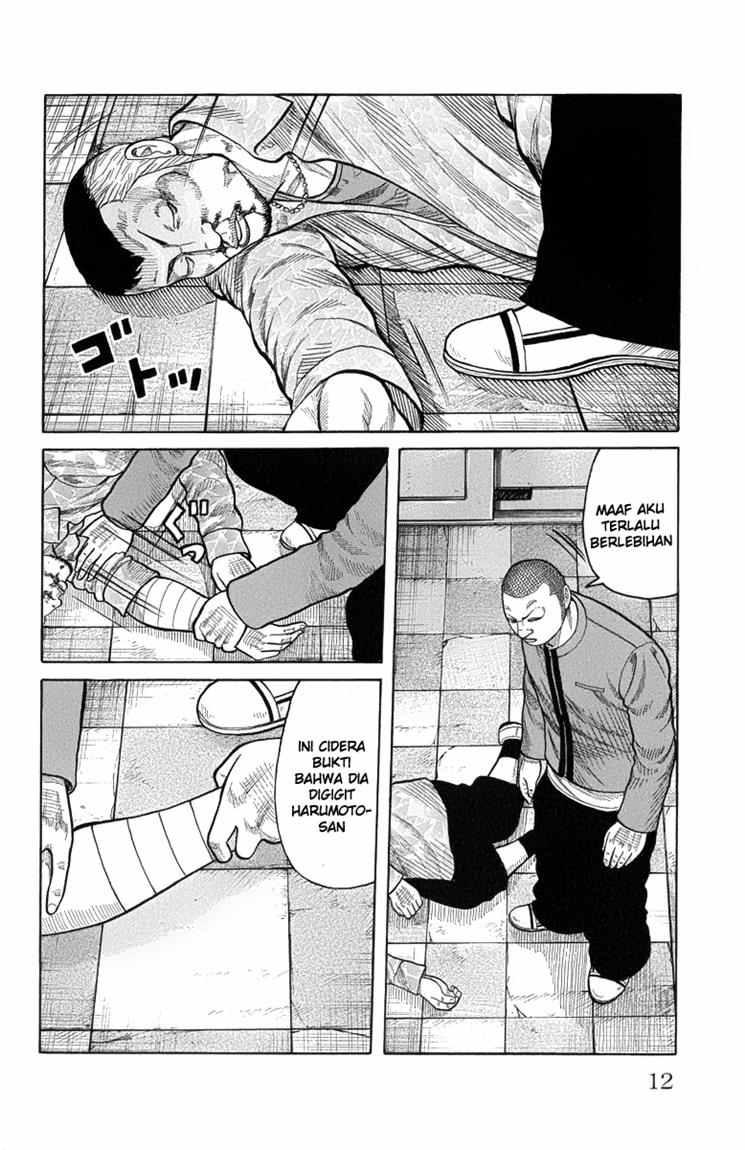 ゴトッ
MAAF AKU
TERLALU
BERLEBIHAN
INI CIDERA
BUKTI
BAHWA DIA
DIGIGIT
HARUMOTO-
SAN
12